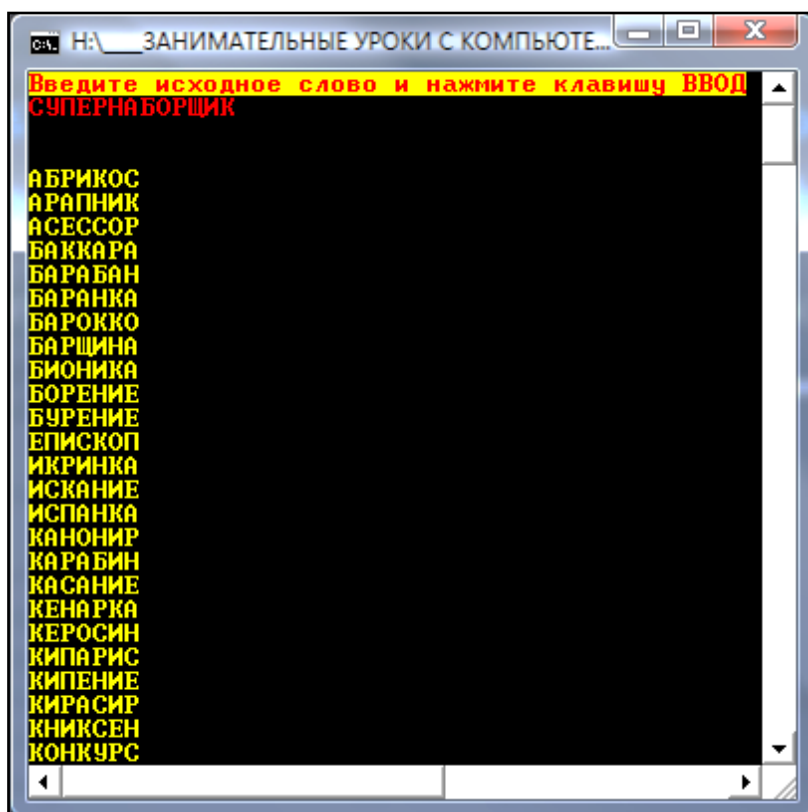 H:\___ЗАНИМАТЕЛЬНЫЕ УРОКИ С КОМПЬЮТЕ...
Введите исходное слово и нажмите клавишу ВВОД
СУПЕРНАБОРЩИК
АБРИКОС
АРАПНИК
АСЕССОР
БАККАРА
БАРАБАН
БАРАНКА
БАРОККО
БАРЩИНА
БИОНИКА
БОРЕНИЕ
БУРЕНИЕ
ЕПИСКОП
ИКРИНКА
ИСКАНИЕ
ИСПАНКА
КАНОНИР
КАРАБИН
КАСАНИЕ
КЕНАРКА
КЕРОСИН
КИПАРИС
КИПЕНИЕ
КИРАСИР
КНИКСЕН
КОНКУРС